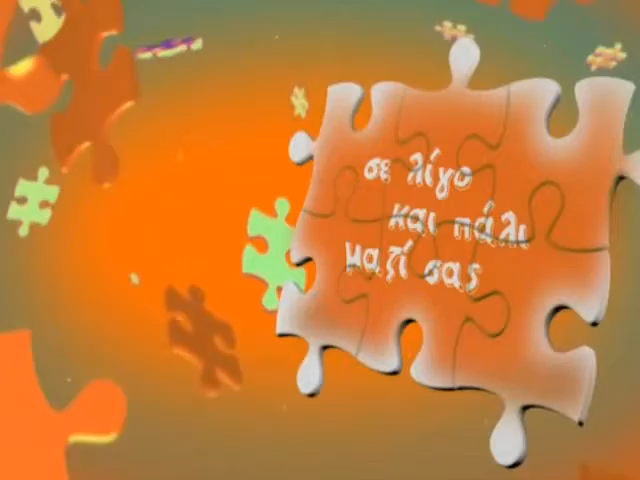 σε λίγο
και πάλι
μαζί σας